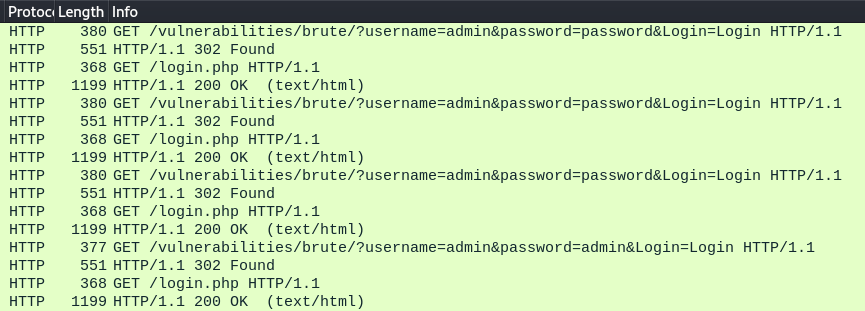 Protoco Length Info
HTTP 380 GET /vulnerabilities/brute/?username=admin&password=password&Login=Login HTTP/1.1
HTTP 551 HTTP/1.1 302 Found
HTTP 368 GET /login.php HTTP/1.1
HTTP 1199 HTTP/1.1 200 OK  (text/html)
HTTP 380 GET /vulnerabilities/brute/?username=admin&password=password&Login=Login HTTP/1.1
HTTP 551 HTTP/1.1 302 Found
HTTP 368 GET /login.php HTTP/1.1
HTTP 1199 HTTP/1.1 200 OK  (text/html)
HTTP 380 GET /vulnerabilities/brute/?username=admin&password=password&Login=Login HTTP/1.1
HTTP 551 HTTP/1.1 302 Found
HTTP 368 GET /login.php HTTP/1.1
HTTP 1199 HTTP/1.1 200 OK  (text/html)
HTTP 377 GET /vulnerabilities/brute/?username=admin&password=admin&Login=Login HTTP/1.1
HTTP 551 HTTP/1.1 302 Found
HTTP 368 GET /login.php HTTP/1.1
HTTP 1199 HTTP/1.1 200 OK  (text/html)